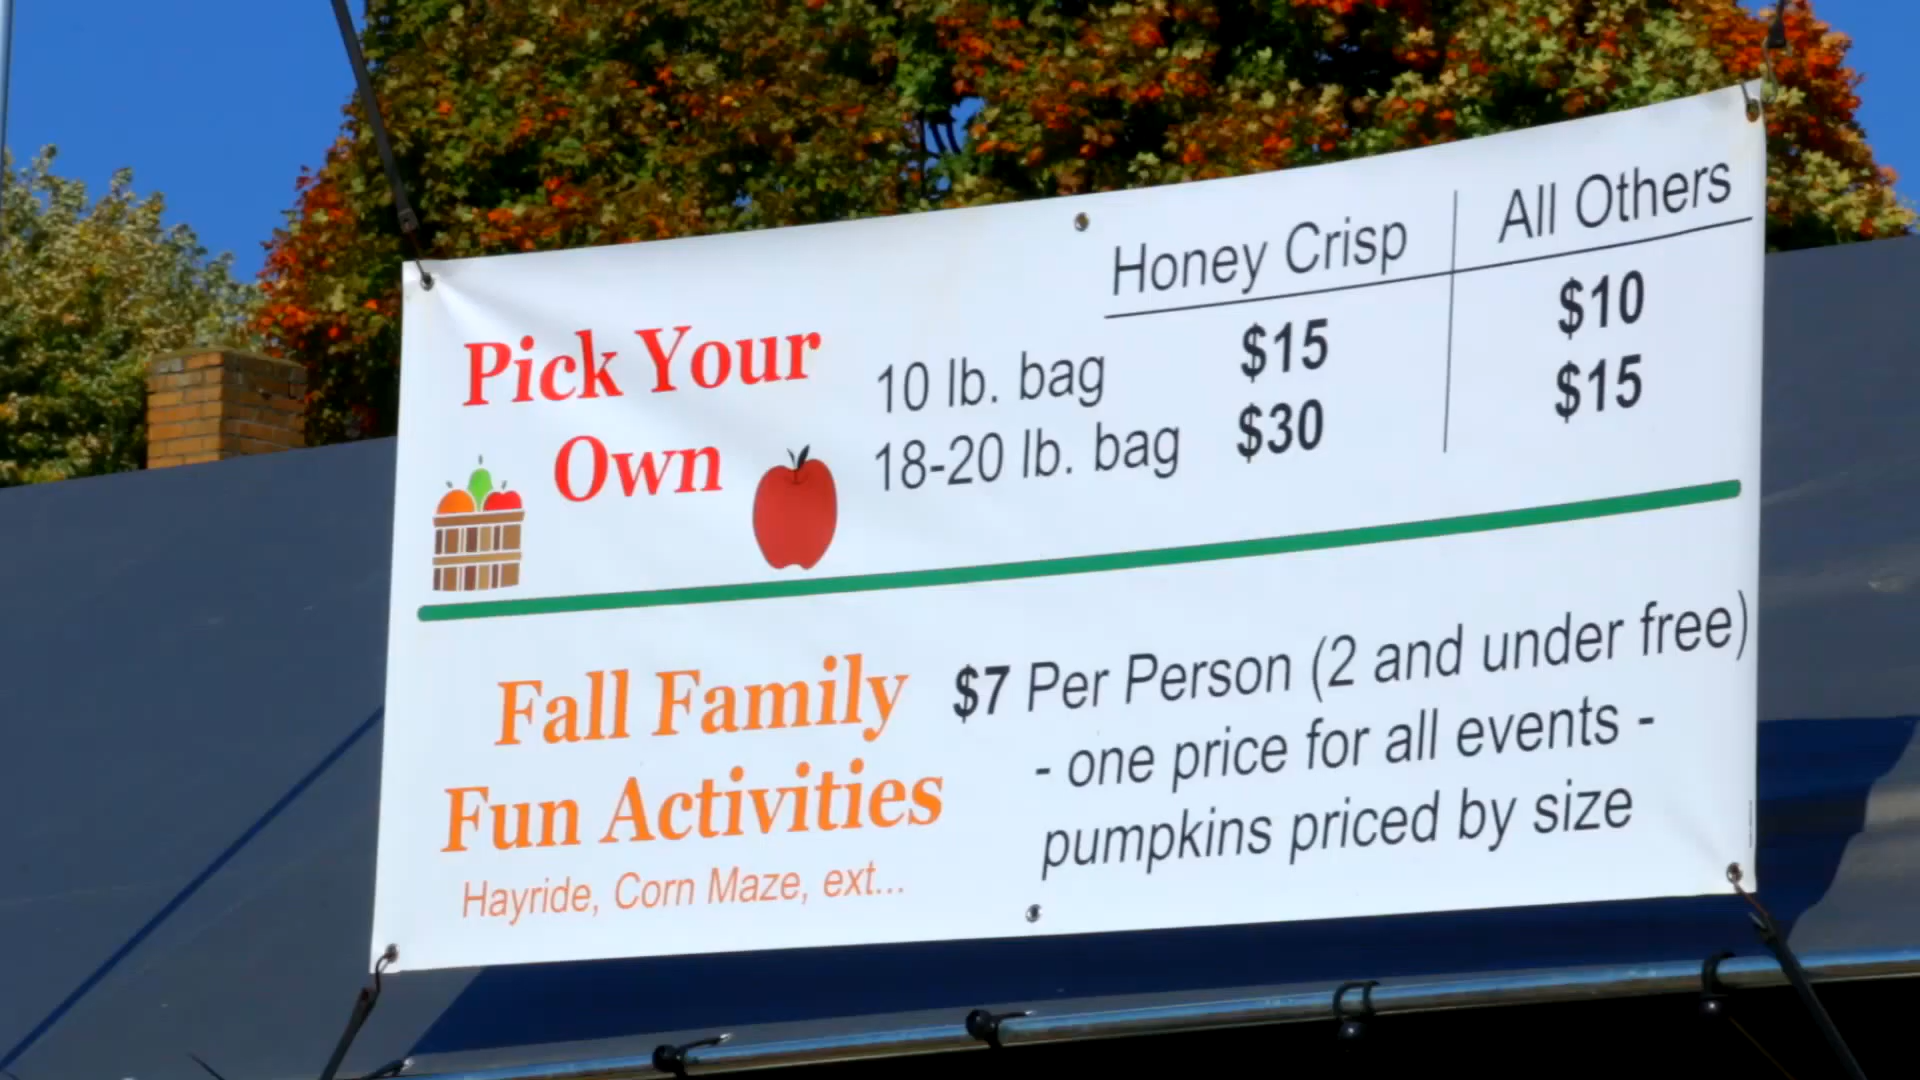 Honey Crisp All Others
Pick Your
Own
10 lb. bag $15 $10
18-20 lb. bag $30 $15
Fall Family
Fun Activities
Hayride, Corn Maze, ext...
$7 Per Person (2 and under free)
- one price for all events -
pumpkins priced by size